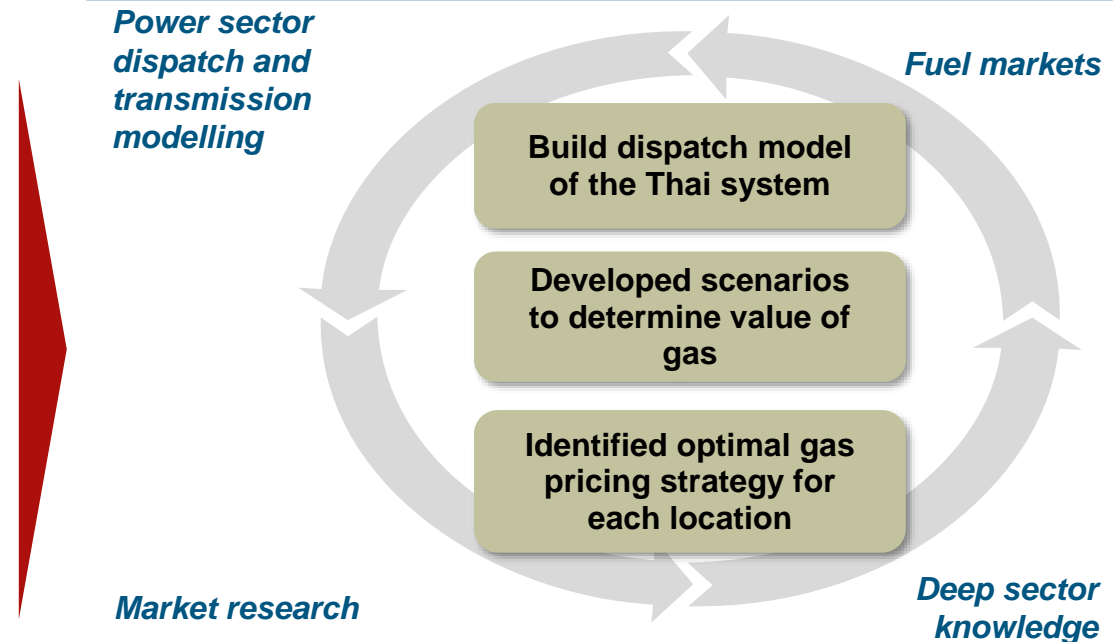 Power sector
dispatch and
transmission
modelling
Fuel markets
Build dispatch model
of the Thai system
Developed scenarios
to determine value of
gas
Identified optimal gas
pricing strategy for
each location
Market research
Deep sector
knowledge